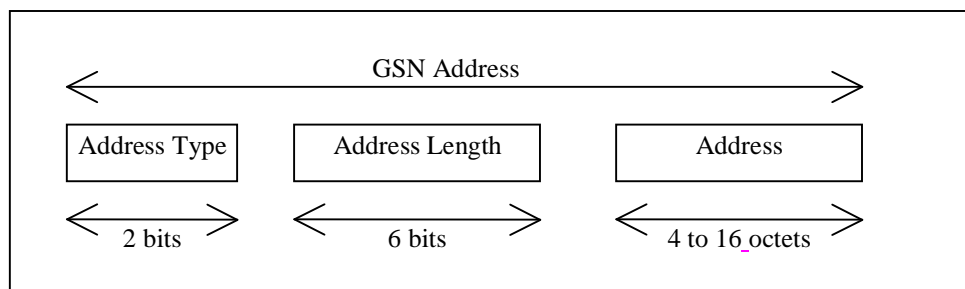 GSN Address
Address Type Address Length Address
2 bits 6 bits 4 to 16 octets